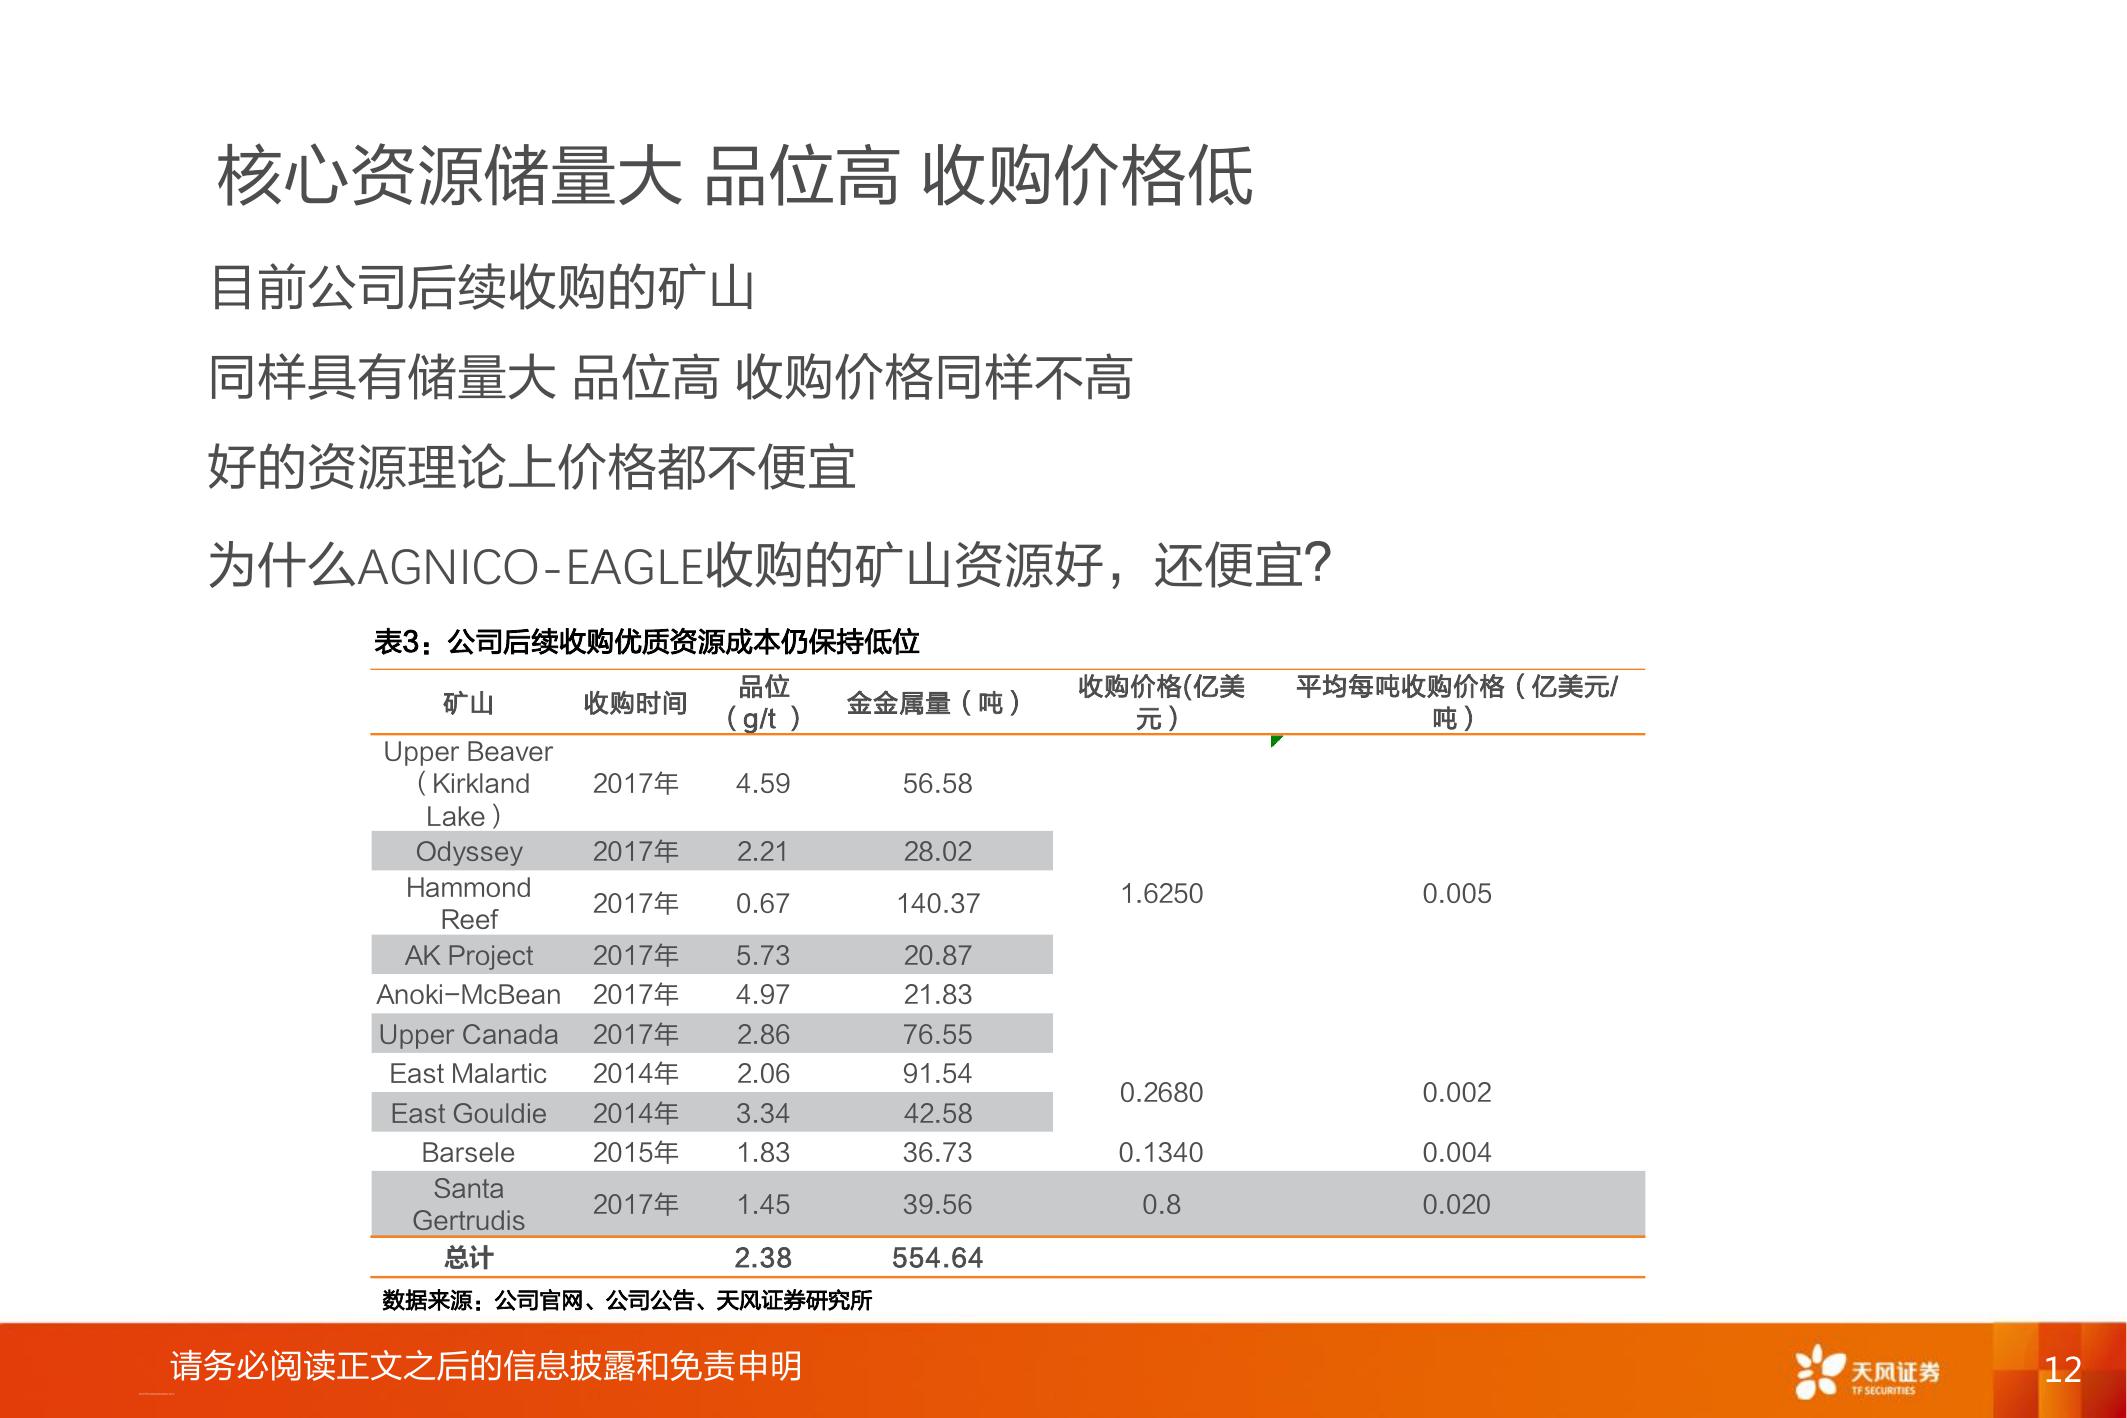 核心资源储量大 品位高 收购价格低
目前公司后续收购的矿山
同样具有储量大 品位高 收购价格同样不高
好的资源理论上价格都不便宜
为什么AGNICO-EAGLE收购的矿山资源好，还便宜？
表3：公司后续收购优质资源成本仍保持低位
矿山 收购时间 品位（g/t ） 金金属量（吨） 收购价格(亿美元） 平均每吨收购价格（亿美元/吨）
Upper Beaver（Kirkland Lake） 2017年 4.59 56.58
Odyssey 2017年 2.21 28.02
Hammond Reef 2017年 0.67 140.37 1.6250 0.005
AK Project 2017年 5.73 20.87
Anoki-McBean 2017年 4.97 21.83
Upper Canada 2017年 2.86 76.55
East Malartic 2014年 2.06 91.54 0.2680 0.002
East Gouldie 2014年 3.34 42.58
Barsele 2015年 1.83 36.73 0.1340 0.004
Santa Gertrudis 2017年 1.45 39.56 0.8 0.020
总计 2.38 554.64
数据来源：公司官网、公司公告、天风证券研究所
请务必阅读正文之后的信息披露和免责申明
天风证券
TF SECURITIES
12